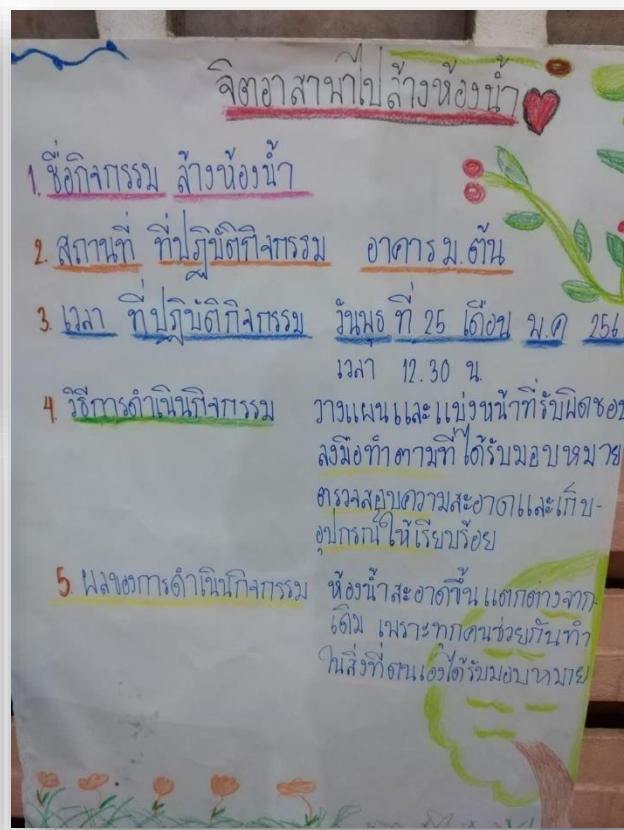 จิตอาสาพาไปล้างห้องน้ำ
1. ชื่อกิจกรรม ล้างห้องน้ำ
2. สถานที่ ที่ปฏิบัติกิจกรรม อาคาร ม.ต้น
3. เวลา ที่ปฏิบัติกิจกรรม วันพุธ ที่ 25 เดือน พ.ค 256
เวลา 12.30 น.
4. วิธีการดำเนินกิจกรรม วางแผนและแบ่งหน้าที่รับผิดชอบ
ลงมือทำตามที่ได้รับมอบหมาย
ตรวจสอบความสะอาดและเก็บ-
อุปกรณ์ให้เรียบร้อย
5. ผลของการดำเนินกิจกรรม ห้องน้ำสะอาดขึ้นแตกต่างจาก-
เดิม เพราะทุกคนช่วยกันทำ
ในสิ่งที่ตนเองได้รับมอบหมาย